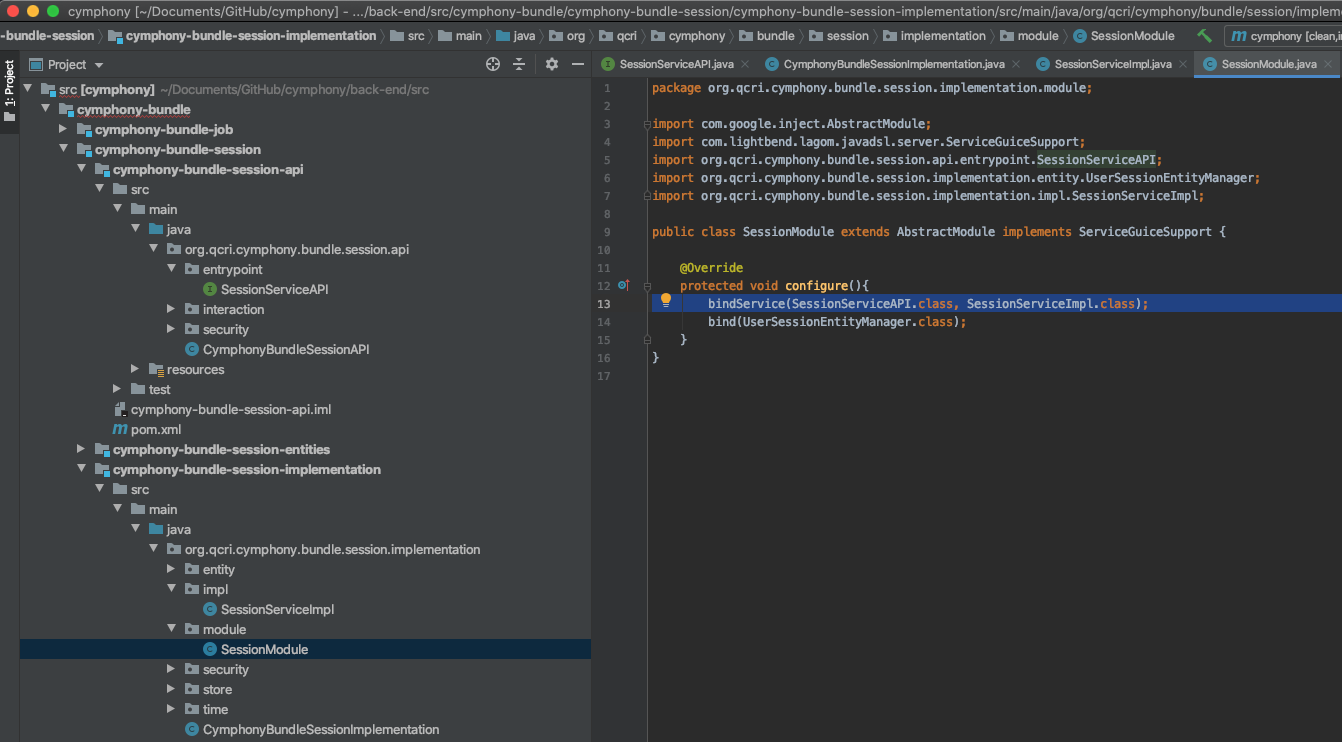 cymphony [~/Documents/GitHub/cymphony] - .../back-end/src/cymphony-bundle/cymphony-bundle-session/cymphony-bundle-session-implementation/src/main/java/org/qcri/cymphony/bundle/session/implem
-bundle-session cymphony-bundle-session-implementation src main java org qcri cymphony bundle session implementation module SessionModule cymphony [clean,i
1: Project
Project
SessionServiceAPI.java CymphonyBundleSessionImplementation.java SessionServiceImpl.java SessionModule.java
src [cymphony] ~/Documents/GitHub/cymphony/back-end/src
cymphony-bundle
cymphony-bundle-job
cymphony-bundle-session
cymphony-bundle-session-api
src
main
java
org.qcri.cymphony.bundle.session.api
entrypoint
SessionServiceAPI
interaction
security
CymphonyBundleSessionAPI
resources
test
cymphony-bundle-session-api.iml
pom.xml
cymphony-bundle-session-entities
cymphony-bundle-session-implementation
src
main
java
org.qcri.cymphony.bundle.session.implementation
entity
impl
SessionServiceImpl
module
SessionModule
security
store
time
CymphonyBundleSessionImplementation
1 package org.qcri.cymphony.bundle.session.implementation.module;
2
3 import com.google.inject.AbstractModule;
4 import com.lightbend.lagom.javadsl.server.ServiceGuiceSupport;
5 import org.qcri.cymphony.bundle.session.api.entrypoint.SessionServiceAPI;
6 import org.qcri.cymphony.bundle.session.implementation.entity.UserSessionEntityManager;
7 import org.qcri.cymphony.bundle.session.implementation.impl.SessionServiceImpl;
8
9 public class SessionModule extends AbstractModule implements ServiceGuiceSupport {
10
11 @Override
12 protected void configure(){
13 bindService(SessionServiceAPI.class, SessionServiceImpl.class);
14 bind(UserSessionEntityManager.class);
15 }
16 }
17